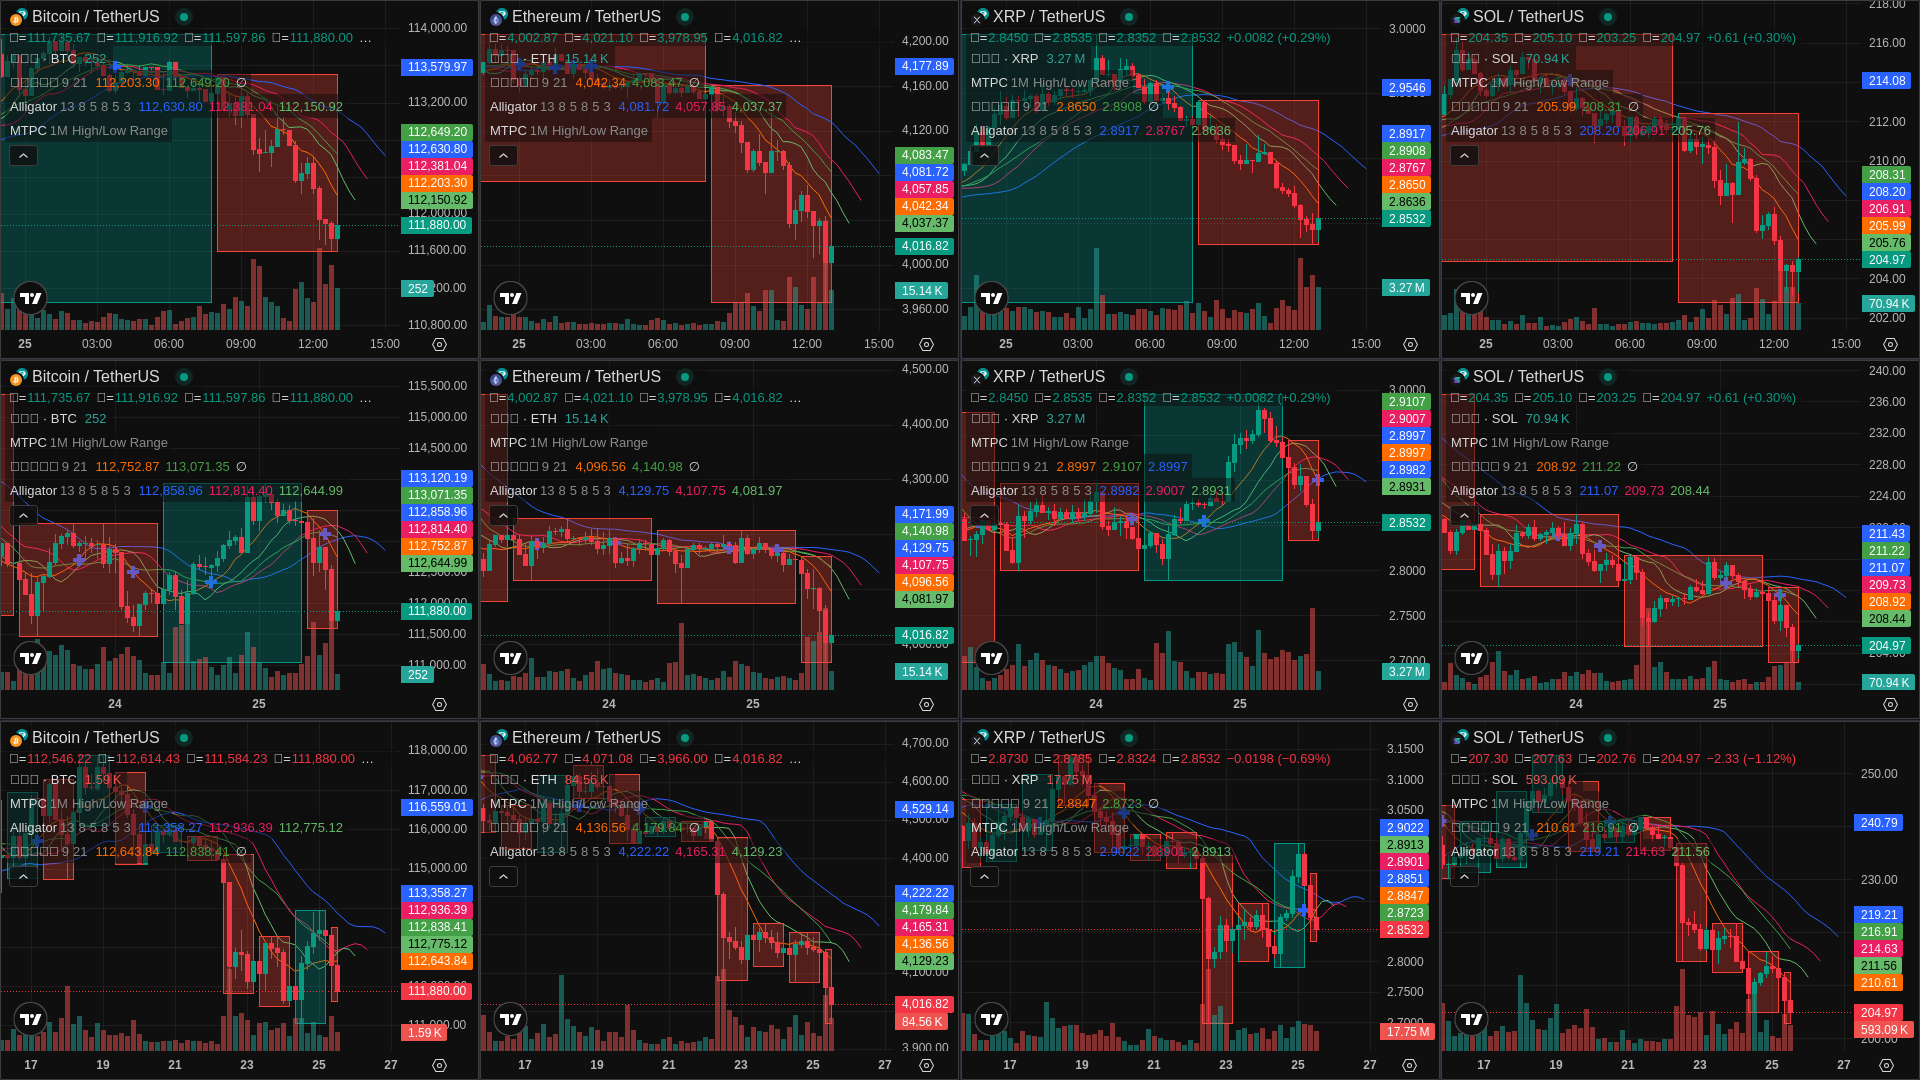 Bitcoin / TetherUS
□=111,735.67 □=111,916.92 □=111,597.86 □=111,880.00 ...
□□□ · BTC 252
□□□□□ 9 21 112,203.30 112,649.20 ∅
Alligator 13 8 5 8 5 3 112,630.80 112,381.04 112,150.92
MTPC 1M High/Low Range
114,000.00
113,579.97
113,200.00
112,649.20
112,630.80
112,381.04
112,203.30
112,150.92
112,000.00
111,880.00
111,600.00
252
110,800.00
25 03:00 06:00 09:00 12:00 15:00
Ethereum / TetherUS
□=4,002.87 □=4,021.10 □=3,978.95 □=4,016.82 ...
□□□ · ETH 15.14 K
□□□□□ 9 21 4,042.34 4,083.47 ∅
Alligator 13 8 5 8 5 3 4,081.72 4,057.85 4,037.37
MTPC 1M High/Low Range
4,200.00
4,177.89
4,160.00
4,120.00
4,083.47
4,081.72
4,057.85
4,042.34
4,037.37
4,016.82
4,000.00
15.14 K
3,960.00
25 03:00 06:00 09:00 12:00 15:00
XRP / TetherUS
□=2.8450 □=2.8535 □=2.8352 □=2.8532 +0.0082 (+0.29%)
□□□ · XRP 3.27 M
MTPC 1M High/Low Range
□□□□□ 9 21 2.8650 2.8908 ∅
Alligator 13 8 5 8 5 3 2.8917 2.8767 2.8636
3.0000
2.9546
2.8917
2.8908
2.8767
2.8650
2.8636
2.8532
3.27 M
25 03:00 06:00 09:00 12:00 15:00
SOL / TetherUS
□=204.35 □=205.10 □=203.25 □=204.97 +0.61 (+0.30%)
□□□ · SOL 70.94 K
MTPC 1M High/Low Range
□□□□□ 9 21 205.99 208.31 ∅
Alligator 13 8 5 8 5 3 208.20 206.91 205.76
218.00
216.00
214.08
212.00
210.00
208.31
208.20
206.91
205.99
205.76
204.97
204.00
70.94 K
202.00
25 03:00 06:00 09:00 12:00 15:00
Bitcoin / TetherUS
□=111,735.67 □=111,916.92 □=111,597.86 □=111,880.00 ...
□□□ · BTC 252
MTPC 1M High/Low Range
□□□□□ 9 21 112,752.87 113,071.35 ∅
Alligator 13 8 5 8 5 3 112,858.96 112,814.40 112,644.99
115,500.00
115,000.00
114,500.00
113,120.19
113,071.35
112,858.96
112,814.40
112,752.87
112,644.99
111,880.00
111,500.00
111,000.00
252
24 25
Ethereum / TetherUS
□=4,002.87 □=4,021.10 □=3,978.95 □=4,016.82 ...
□□□ · ETH 15.14 K
MTPC 1M High/Low Range
□□□□□ 9 21 4,096.56 4,140.98 ∅
Alligator 13 8 5 8 5 3 4,129.75 4,107.75 4,081.97
4,500.00
4,400.00
4,300.00
4,171.99
4,140.98
4,129.75
4,107.75
4,096.56
4,081.97
4,016.82
15.14 K
24 25
XRP / TetherUS
□=2.8450 □=2.8535 □=2.8352 □=2.8532 +0.0082 (+0.29%)
□□□ · XRP 3.27 M
MTPC 1M High/Low Range
□□□□□ 9 21 2.8997 2.9107 2.8997
Alligator 13 8 5 8 5 3 2.8982 2.9007 2.8931
3.0000
2.9107
2.9007
2.8997
2.8997
2.8982
2.8931
2.8532
2.8000
2.7500
2.7000
3.27 M
24 25
SOL / TetherUS
□=204.35 □=205.10 □=203.25 □=204.97 +0.61 (+0.30%)
□□□ · SOL 70.94 K
MTPC 1M High/Low Range
□□□□□ 9 21 208.92 211.22 ∅
Alligator 13 8 5 8 5 3 211.07 209.73 208.44
240.00
236.00
232.00
228.00
224.00
211.43
211.22
211.07
209.73
208.92
208.44
204.97
70.94 K
24 25
Bitcoin / TetherUS
□=112,546.22 □=112,614.43 □=111,584.23 □=111,880.00 ...
□□□ · BTC 1.59 K
MTPC 1M High/Low Range
Alligator 13 8 5 8 5 3 113,358.27 112,936.39 112,775.12
□□□□□ 9 21 112,643.84 112,838.41 ∅
118,000.00
117,000.00
116,559.01
116,000.00
115,000.00
113,358.27
112,936.39
112,838.41
112,775.12
112,643.84
111,880.00
1.59 K
17 19 21 23 25 27
Ethereum / TetherUS
□=4,062.77 □=4,071.08 □=3,966.00 □=4,016.82 ...
□□□ · ETH 84.56 K
MTPC 1M High/Low Range
□□□□□ 9 21 4,136.56 4,179.84 ∅
Alligator 13 8 5 8 5 3 4,222.22 4,165.31 4,129.23
4,700.00
4,600.00
4,529.14
4,500.00
4,400.00
4,222.22
4,179.84
4,165.31
4,136.56
4,129.23
4,100.00
4,016.82
84.56 K
3,900.00
17 19 21 23 25 27
XRP / TetherUS
□=2.8730 □=2.8785 □=2.8324 □=2.8532 −0.0198 (−0.69%)
□□□ · XRP 17.75 M
□□□□□ 9 21 2.8847 2.8723 ∅
MTPC 1M High/Low Range
Alligator 13 8 5 8 5 3 2.9022 2.8901 2.8913
3.1500
3.1000
3.0500
2.9022
2.8913
2.8901
2.8851
2.8847
2.8723
2.8532
2.8000
2.7500
2.7000
17.75 M
17 19 21 23 25 27
SOL / TetherUS
□=207.30 □=207.63 □=202.76 □=204.97 −2.33 (−1.12%)
□□□ · SOL 593.09 K
MTPC 1M High/Low Range
□□□□□ 9 21 210.61 216.91 ∅
Alligator 13 8 5 8 5 3 219.21 214.63 211.56
250.00
240.79
230.00
219.21
216.91
214.63
211.56
210.61
204.97
593.09 K
200.00
17 19 21 23 25 27